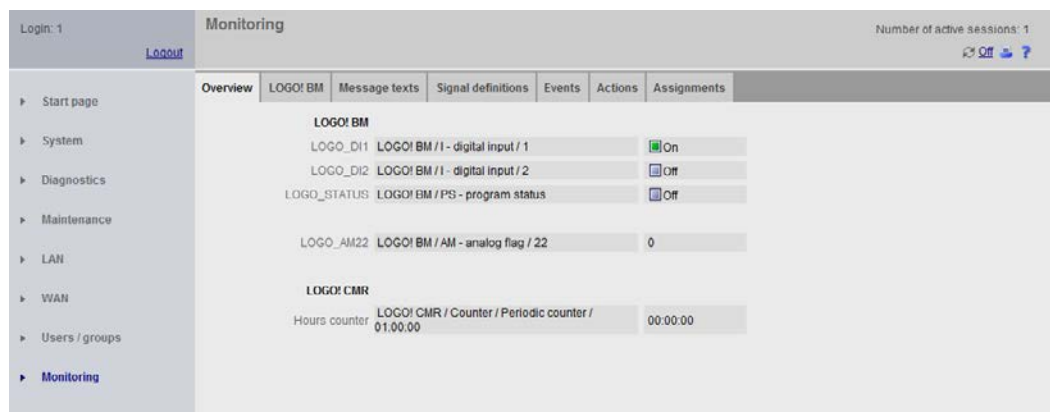 Login: 1
Logout
Monitoring
Number of active sessions: 1
Off ?
Start page
System
Diagnostics
Maintenance
LAN
WAN
Users / groups
Monitoring
Overview LOGO! BM Message texts Signal definitions Events Actions Assignments
LOGO! BM
LOGO_DI1 LOGO! BM / I - digital input / 1 On
LOGO_DI2 LOGO! BM / I - digital input / 2 Off
LOGO_STATUS LOGO! BM / PS - program status Off
LOGO_AM22 LOGO! BM / AM - analog flag / 22 0
LOGO! CMR
Hours counter LOGO! CMR / Counter / Periodic counter / 00:00:00
01:00:00